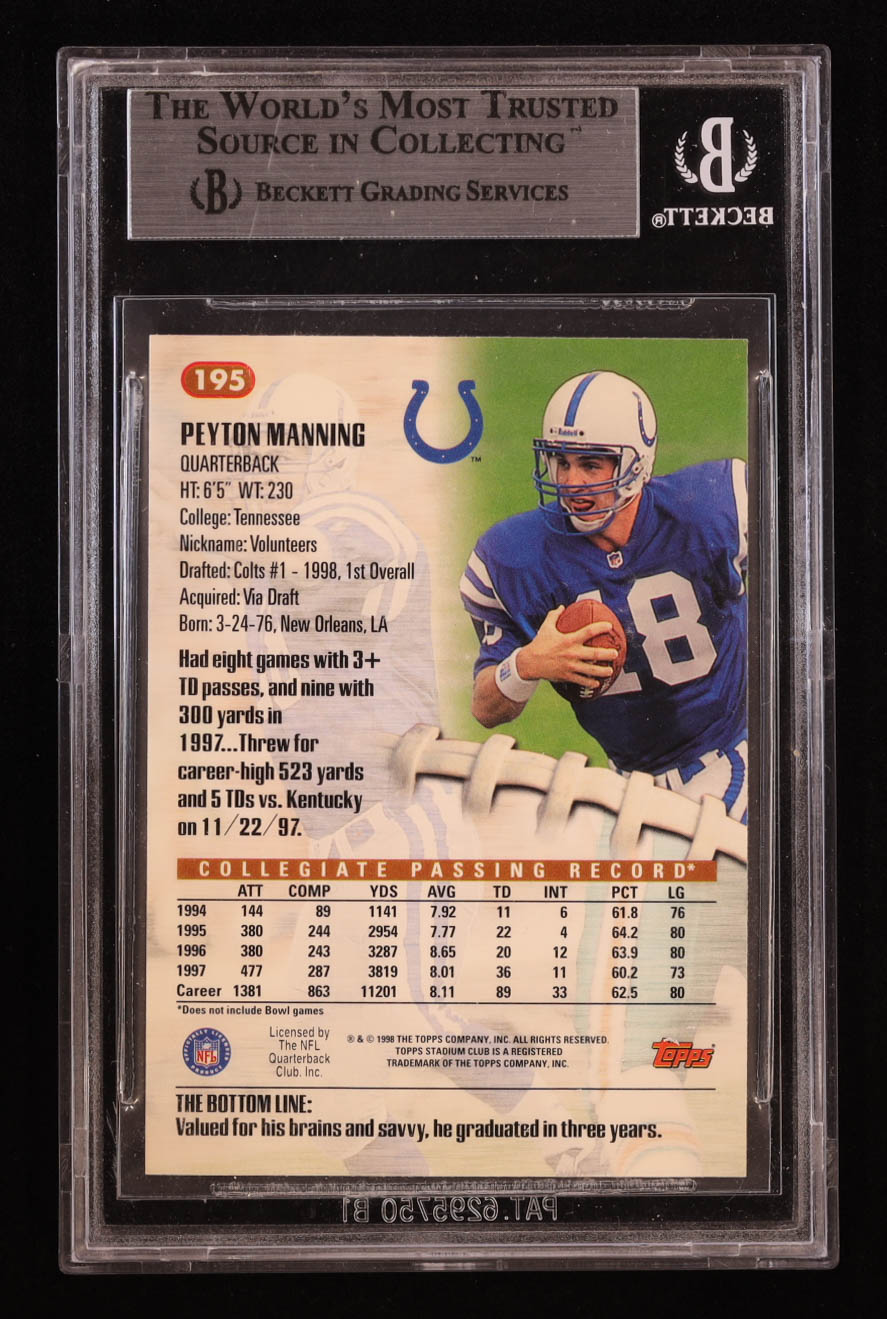 THE WORLD'S MOST TRUSTED
SOURCE IN COLLECTING™
B BECKETT GRADING SERVICES
B
BECKETT®
195
PEYTON MANNING
QUARTERBACK
HT: 6'5" WT: 230
College: Tennessee
Nickname: Volunteers
Drafted: Colts #1 - 1998, 1st Overall
Acquired: Via Draft
Born: 3-24-76, New Orleans, LA
Had eight games with 3+
TD passes, and nine with
300 yards in
1997...Threw for
career-high 523 yards
and 5 TDs vs. Kentucky
on 11/22/97.
TM
Riddell
18
COLLEGIATE PASSING RECORD*
ATT COMP YDS AVG TD INT PCT LG
1994 144 89 1141 7.92 11 6 61.8 76
1995 380 244 2954 7.77 22 4 64.2 80
1996 380 243 3287 8.65 20 12 63.9 80
1997 477 287 3819 8.01 36 11 60.2 73
Career 1381 863 11201 8.11 89 33 62.5 80
*Does not include Bowl games
OFFICIALLY LICENSED PRODUCT
NFL
Licensed by
The NFL
Quarterback
Club, Inc.
® & © 1998 THE TOPPS COMPANY, INC. ALL RIGHTS RESERVED.
TOPPS STADIUM CLUB IS A REGISTERED
TRADEMARK OF THE TOPPS COMPANY, INC.
TOPPS
THE BOTTOM LINE:
Valued for his brains and savvy, he graduated in three years.
PAT. 6295750 B1